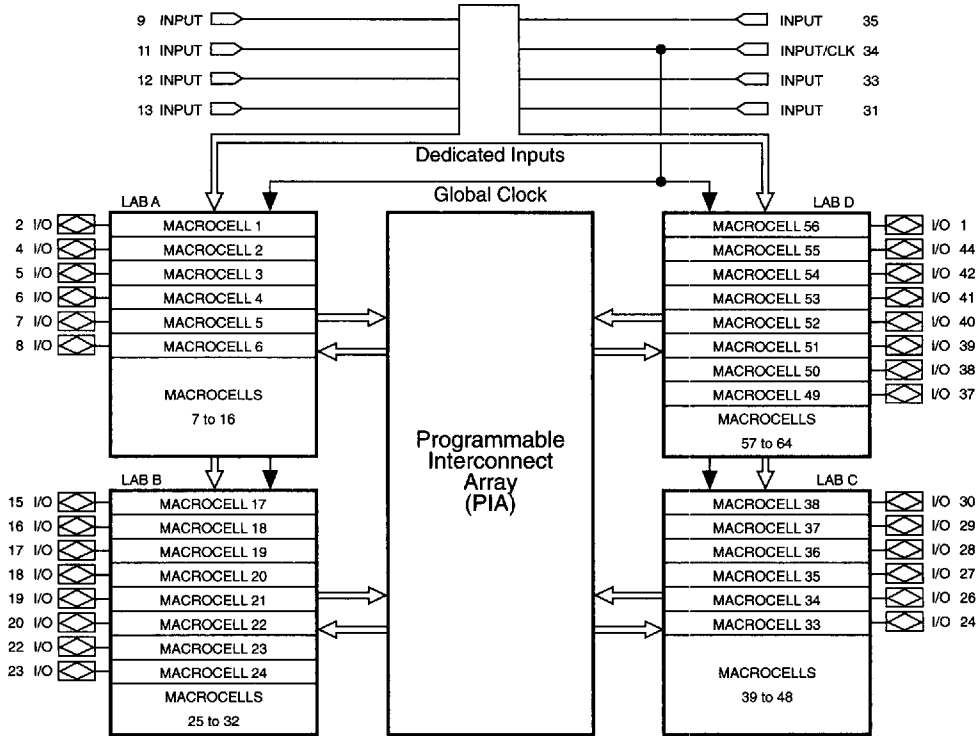 9 INPUT INPUT 35
11 INPUT INPUT/CLK 34
12 INPUT INPUT 33
13 INPUT INPUT 31
Dedicated Inputs
Global Clock
LAB A
2 I/O MACROCELL 1
4 I/O MACROCELL 2
5 I/O MACROCELL 3
6 I/O MACROCELL 4
7 I/O MACROCELL 5
8 I/O MACROCELL 6
MACROCELLS
7 to 16
LAB B
15 I/O MACROCELL 17
16 I/O MACROCELL 18
17 I/O MACROCELL 19
18 I/O MACROCELL 20
19 I/O MACROCELL 21
20 I/O MACROCELL 22
22 I/O MACROCELL 23
23 I/O MACROCELL 24
MACROCELLS
25 to 32
Programmable
Interconnect
Array
(PIA)
LAB D
MACROCELL 56 I/O 1
MACROCELL 55 I/O 44
MACROCELL 54 I/O 42
MACROCELL 53 I/O 41
MACROCELL 52 I/O 40
MACROCELL 51 I/O 39
MACROCELL 50 I/O 38
MACROCELL 49 I/O 37
MACROCELLS
57 to 64
LAB C
MACROCELL 38 I/O 30
MACROCELL 37 I/O 29
MACROCELL 36 I/O 28
MACROCELL 35 I/O 27
MACROCELL 34 I/O 26
MACROCELL 33 I/O 24
MACROCELLS
39 to 48